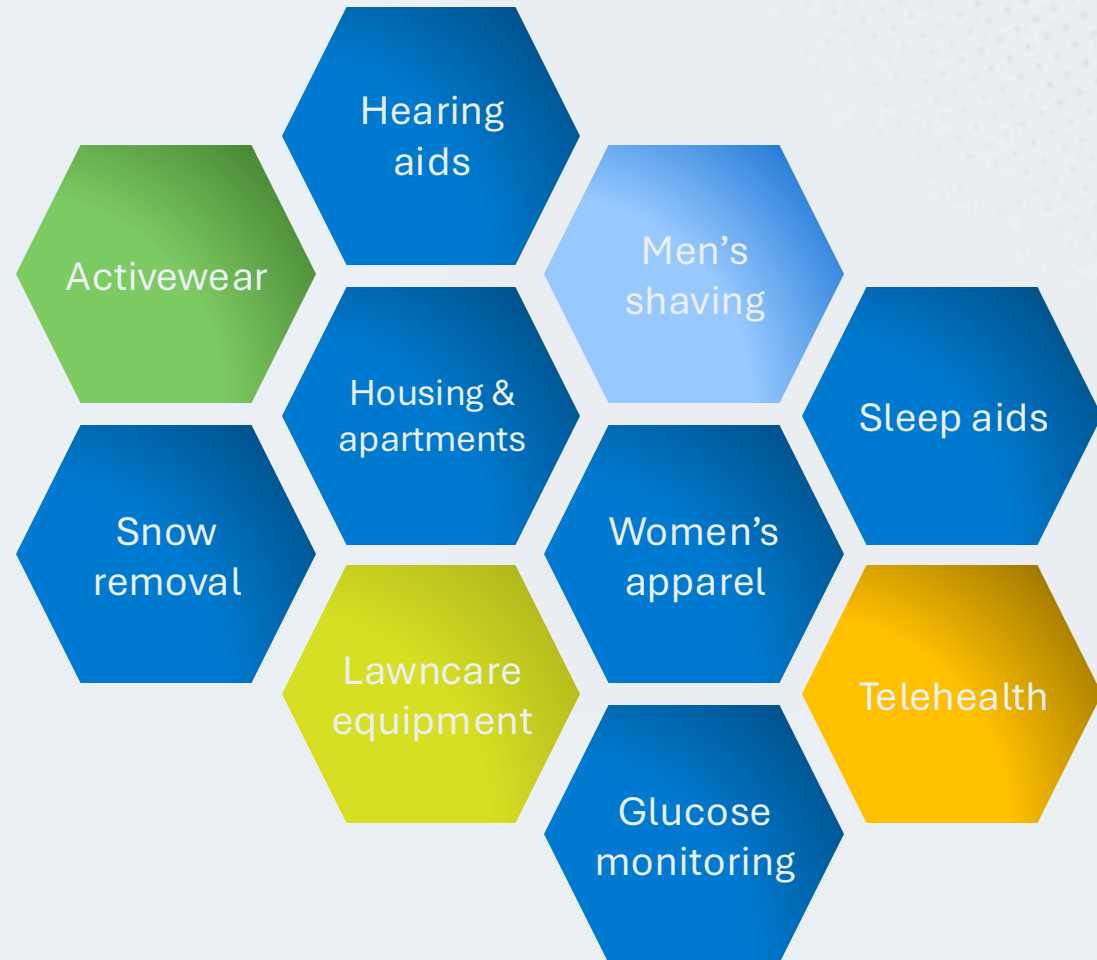 Hearing
aids
Activewear
Men’s
shaving
Housing &
apartments
Sleep aids
Snow
removal
Women’s
apparel
Lawncare
equipment
Telehealth
Glucose
monitoring